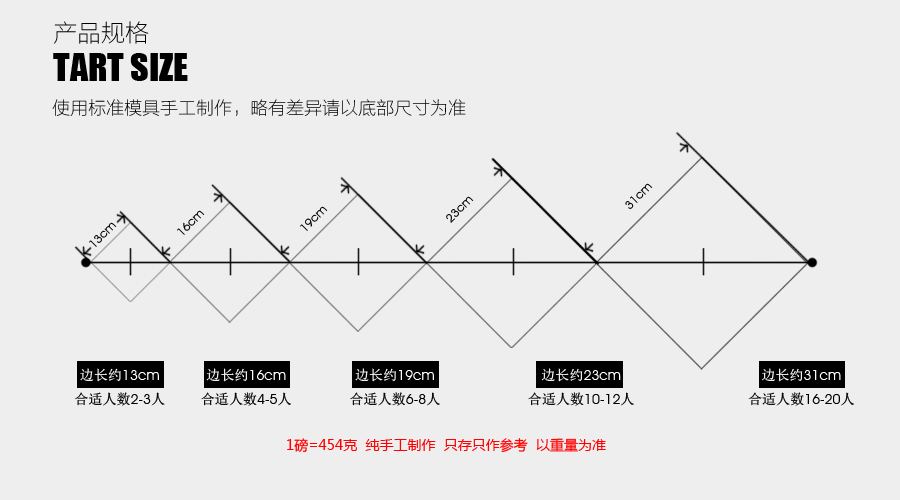 产品规格
TART SIZE
使用标准模具手工制作，略有差异请以底部尺寸为准
13cm
16cm
19cm
23cm
31cm
边长约13cm
边长约16cm
边长约19cm
边长约23cm
边长约31cm
合适人数2-3人
合适人数4-5人
合适人数6-8人
合适人数10-12人
合适人数16-20人
1磅=454克 纯手工制作 只存只作参考 以重量为准